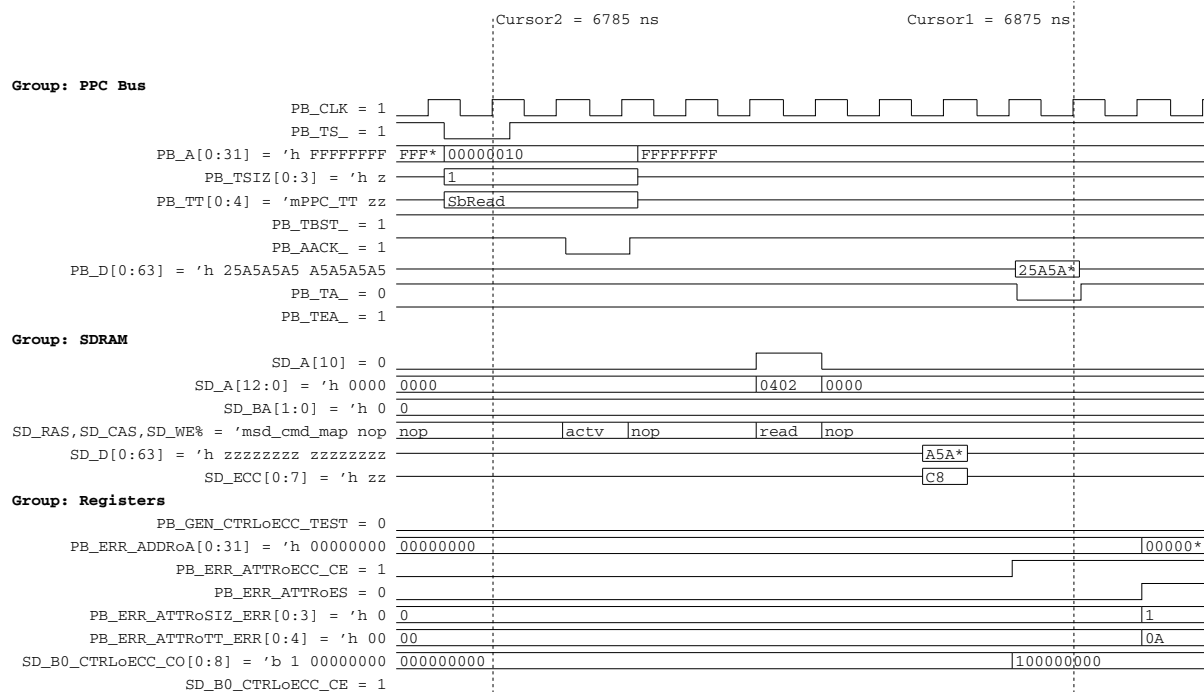 Cursor2 = 6785 ns Cursor1 = 6875 ns
Group: PPC Bus
PB_CLK = 1
PB_TS_ = 1
PB_A[0:31] = 'h FFFFFFFF FFF* 00000010 FFFFFFFF
PB_TSIZ[0:3] = 'h z 1
PB_TT[0:4] = 'mPPC_TT zz SbRead
PB_TBST_ = 1
PB_AACK_ = 1
PB_D[0:63] = 'h 25A5A5A5 A5A5A5A5 25A5A*
PB_TA_ = 0
PB_TEA_ = 1
Group: SDRAM
SD_A[10] = 0
SD_A[12:0] = 'h 0000 0000 0402 0000
SD_BA[1:0] = 'h 0 0
SD_RAS,SD_CAS,SD_WE% = 'msd_cmd_map nop nop actv nop read nop
SD_D[0:63] = 'h zzzzzzzz zzzzzzzz A5A*
SD_ECC[0:7] = 'h zz C8
Group: Registers
PB_GEN_CTRLoECC_TEST = 0
PB_ERR_ADDRoA[0:31] = 'h 00000000 00000000 00000*
PB_ERR_ATTRoECC_CE = 1
PB_ERR_ATTRoES = 0
PB_ERR_ATTRoSIZ_ERR[0:3] = 'h 0 0 1
PB_ERR_ATTRoTT_ERR[0:4] = 'h 00 00 0A
SD_B0_CTRLoECC_CO[0:8] = 'b 1 00000000 000000000 100000000
SD_B0_CTRLoECC_CE = 1